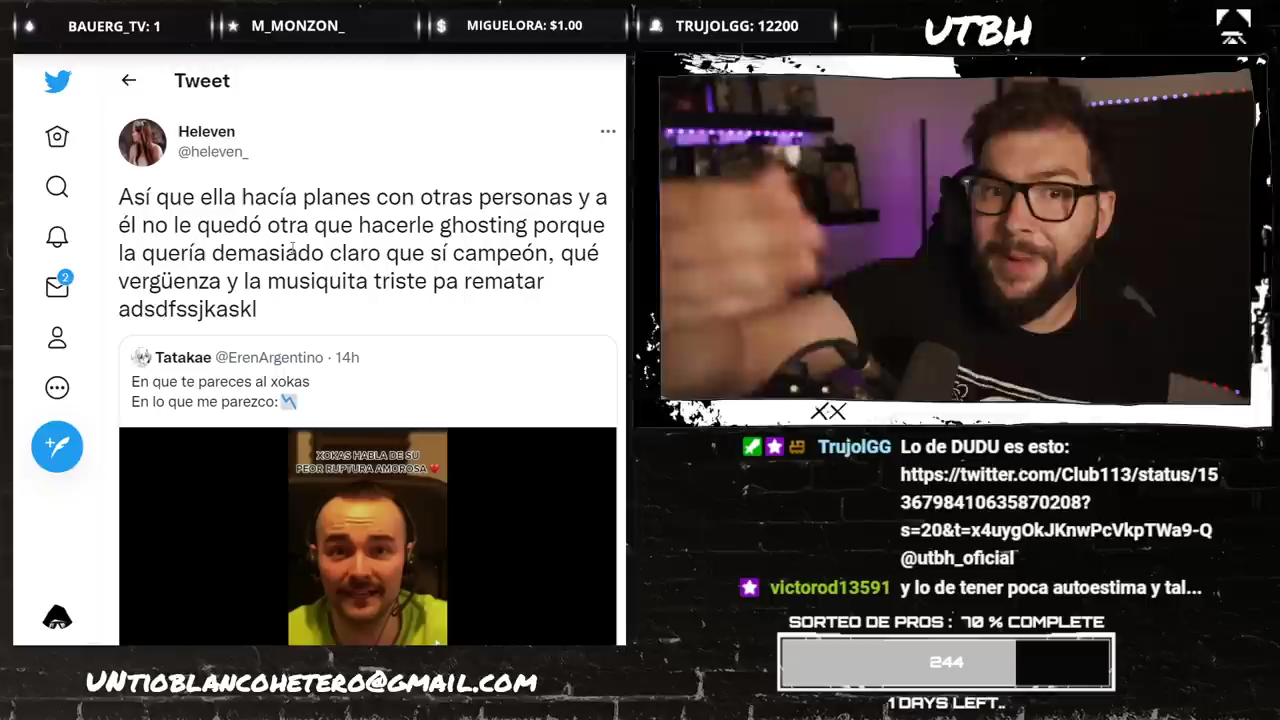 BAUERG_TV: 1
M_MONZON_
MIGUELORA: $1.00
TRUJOLGG: 12200
UTBH
Tweet
Heleven
@heleven_
Así que ella hacía planes con otras personas y a
él no le quedó otra que hacerle ghosting porque
la quería demasiado claro que sí campeón, qué
vergüenza y la musiquita triste pa rematar
adsdfssjkaskl
2
Tatakae @ErenArgentino · 14h
En que te pareces al xokas
En lo que me parezco:
XOKAS HABLA DE SU
PEOR RUPTURA AMOROSA
XX
TrujolGG Lo de DUDU es esto:
https://twitter.com/Club113/status/15
36798410635870208?
s=20&t=x4uygOkJKnwPcVkpTWa9-Q
@utbh_oficial
victorod13591 y lo de tener poca autoestima y tal...
SORTEO DE PROS : 70 % COMPLETE
244
1 DAYS LEFT..
UNTIOBLANCOHETERO@GMAIL.COM